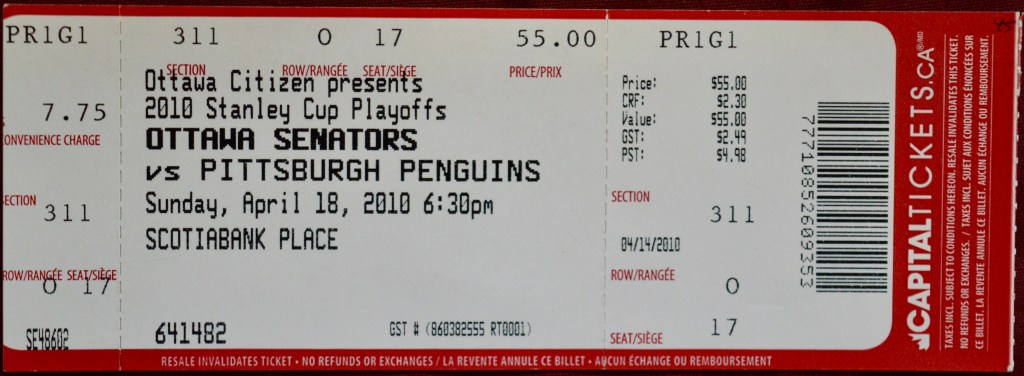 PR1G1
7.75
ONVENIENCE CHARGE
ECTION
311
ROW/RANGÉE SEAT/SIÈGE
O 17
SE48602
311 O 17 55.00
SECTION ROW/RANGÉE SEAT/SIÈGE PRICE/PRIX
Ottawa Citizen presents
2010 Stanley Cup Playoffs
OTTAWA SENATORS
vs PITTSBURGH PENGUINS
Sunday, April 18, 2010 6:30pm
SCOTIABANK PLACE
641482 GST # (860382555 RT0001)
RESALE INVALIDATES TICKET • NO REFUNDS OR EXCHANGES / LA REVENTE ANNULE CE BILLET • AUCUN ÉCHANGE OU REMBOURSEMENT
PR1G1
Price: $55.00
CRF: $2.30
Value: $55.00
GST: $2.49
PST: $4.98
SECTION
311
04/14/2010
ROW/RANGÉE
O
SEAT/SIÈGE
17
77710852609353
CAPITALTICKETS.CA®/MD
TAXES INCL. SUBJECT TO CONDITIONS HEREON. RESALE INVALIDATES THIS TICKET.
NO REFUNDS OR EXCHANGES. / TAXES INCL. SUJET AUX CONDITIONS ÉNONCÉES SUR
CE BILLET. LA REVENTE ANNULE CE BILLET. AUCUN ÉCHANGE OU REMBOURSEMENT.